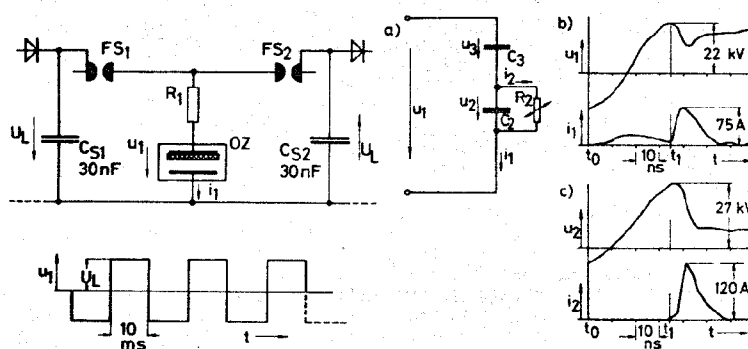 FS1
FS2
R1
UL
CS1
30nF
u1
OZ
i1
CS2
30nF
UL
u1
UL
10
ms
t
a)
u3
C3
i2
u1
u2
R2
C2
i1
b)
u1
22 kV
i1
75A
t0
10
ns
t1
t
c)
u2
27 kV
i2
120A
t0
10
ns
t1
t